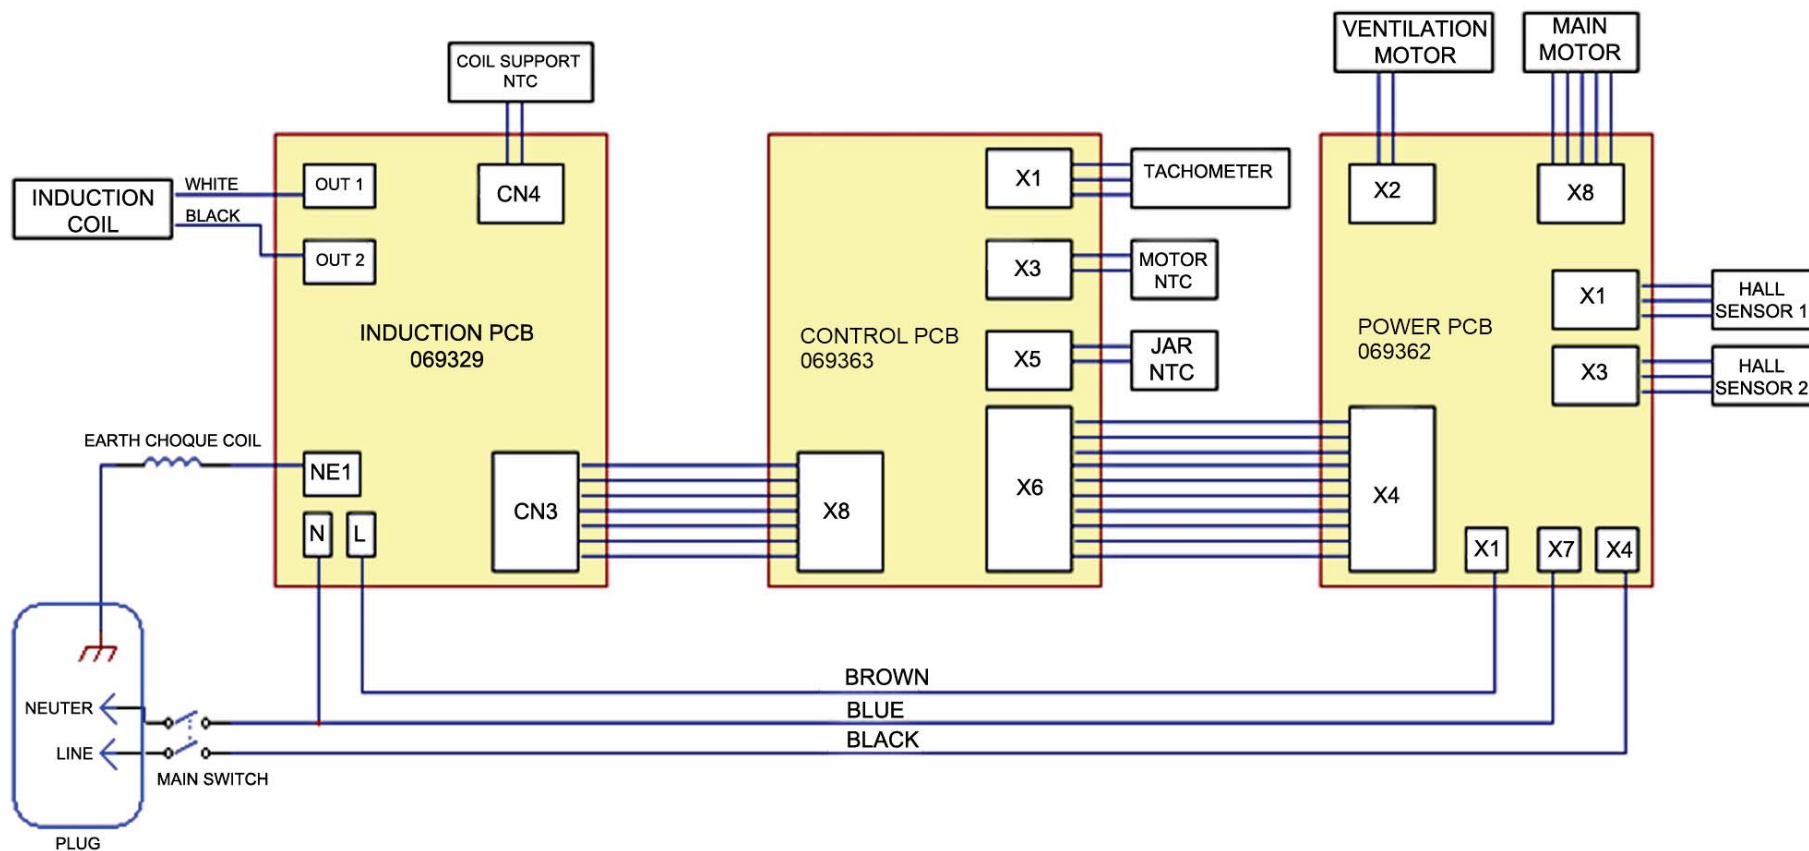 VENTILATION
MOTOR
MAIN
MOTOR
COIL SUPPORT
NTC
INDUCTION
COIL
WHITE
BLACK
OUT 1
OUT 2
CN4
INDUCTION PCB
069329
EARTH CHOQUE COIL
NE1
N
L
CN3
X1
TACHOMETER
X3
MOTOR
NTC
CONTROL PCB
069363
X5
JAR
NTC
X8
X6
X2
X8
X1
HALL
SENSOR 1
POWER PCB
069362
X3
HALL
SENSOR 2
X4
X1
X7
X4
BROWN
BLUE
BLACK
NEUTER
LINE
MAIN SWITCH
PLUG